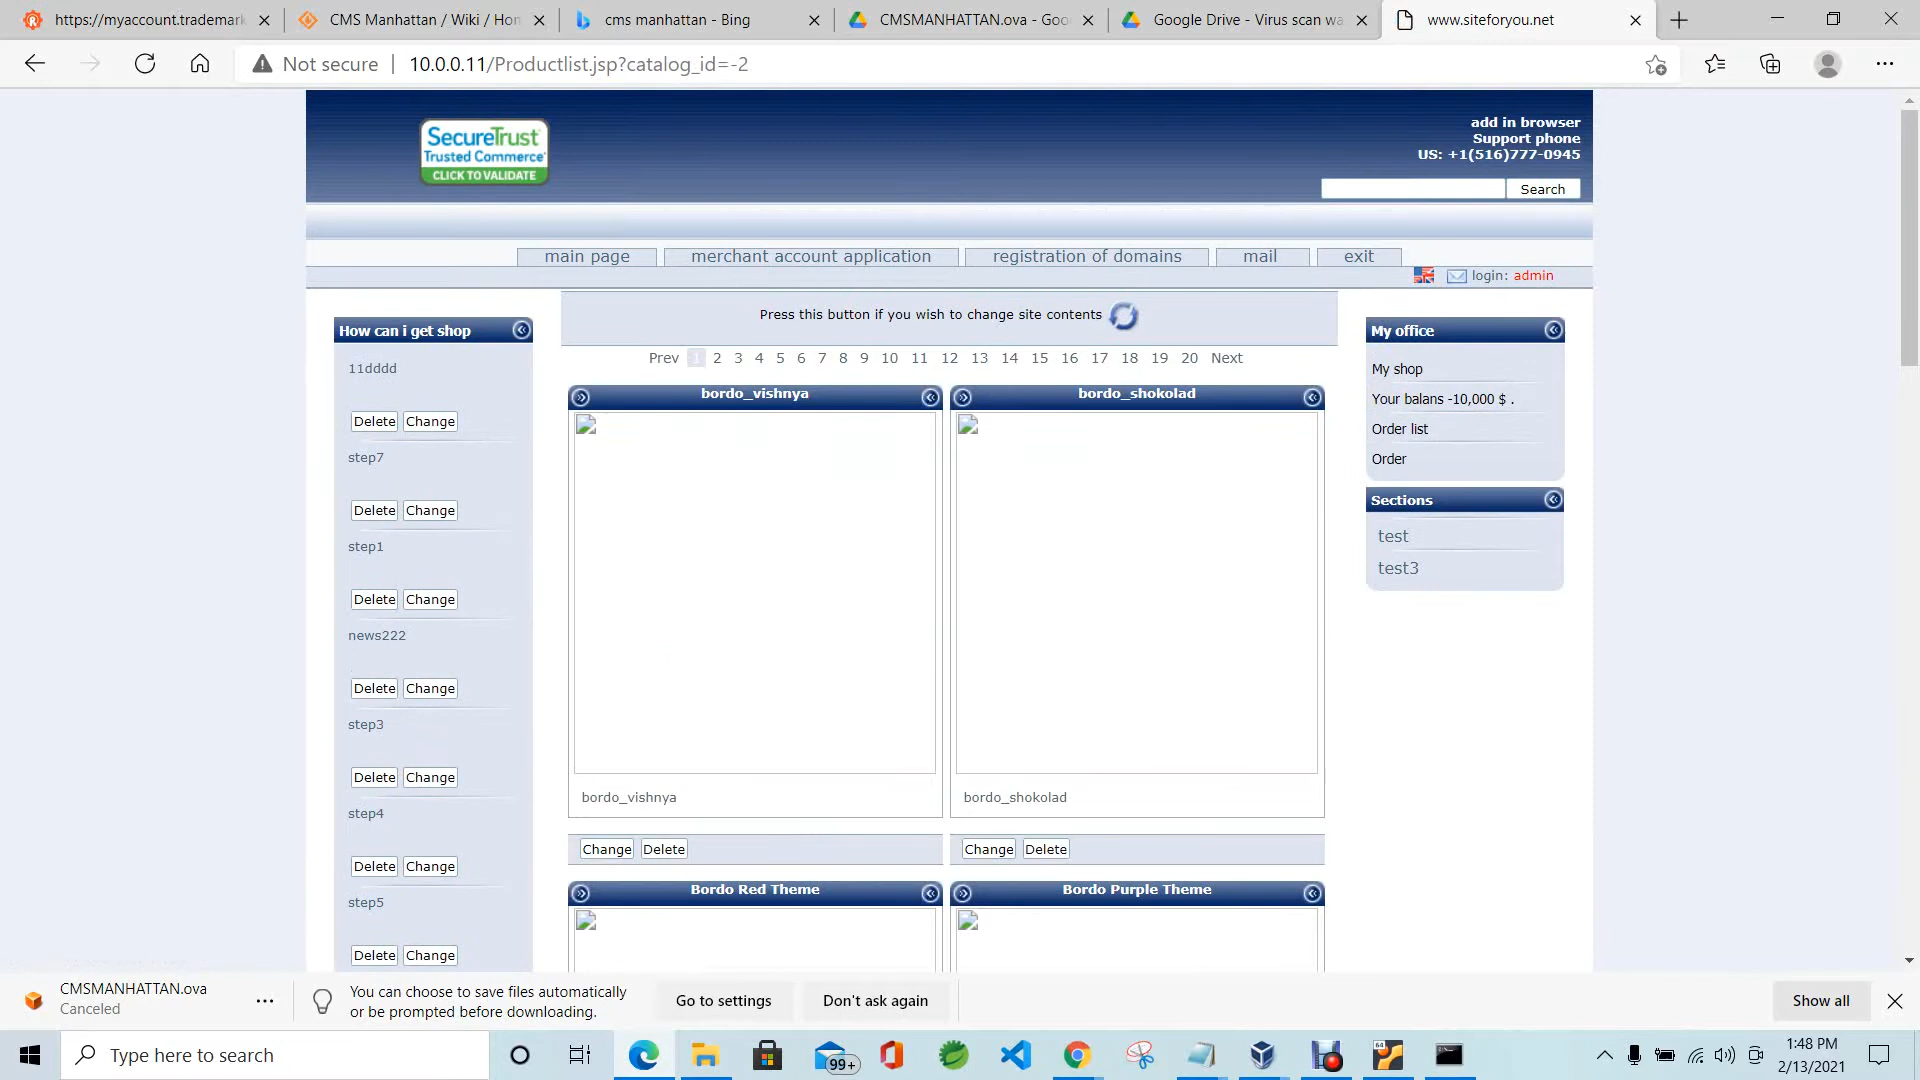 https://myaccount.trademark
CMS Manhattan / Wiki / Hom
cms manhattan - Bing
CMSMANHATTAN.ova - Goo
Google Drive - Virus scan wa
www.siteforyou.net
Not secure
10.0.0.11/Productlist.jsp?catalog_id=-2
SecureTrust
Trusted Commerce
CLICK TO VALIDATE
add in browser
Support phone
US: +1(516)777-0945
Search
main page
merchant account application
registration of domains
mail
exit
login: admin
How can i get shop
11dddd
Delete Change
step7
Delete Change
step1
Delete Change
news222
Delete Change
step3
Delete Change
step4
Delete Change
step5
Delete Change
Press this button if you wish to change site contents
Prev 1 2 3 4 5 6 7 8 9 10 11 12 13 14 15 16 17 18 19 20 Next
bordo_vishnya
bordo_vishnya
Change Delete
bordo_shokolad
bordo_shokolad
Change Delete
Bordo Red Theme
Bordo Purple Theme
My office
My shop
Your balans -10,000 $ .
Order list
Order
Sections
test
test3
CMSMANHATTAN.ova
Canceled
You can choose to save files automatically
or be prompted before downloading.
Go to settings
Don't ask again
Show all
Type here to search
99+
64
1:48 PM
2/13/2021